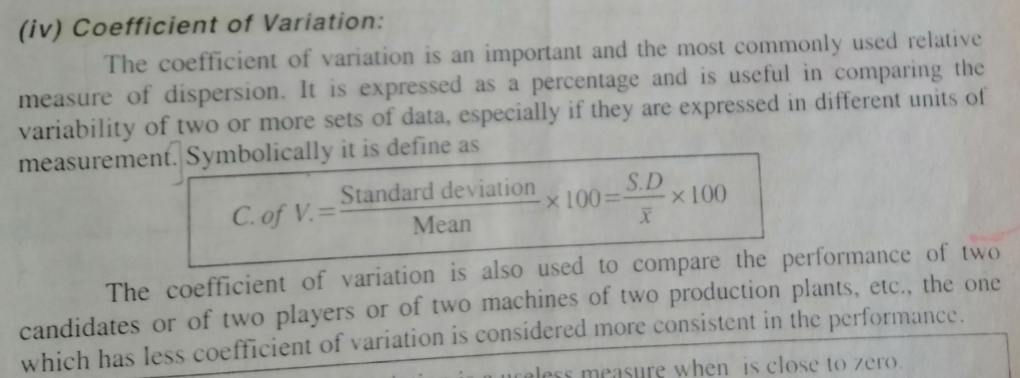 (iv) Coefficient of Variation:
The coefficient of variation is an important and the most commonly used relative
measure of dispersion. It is expressed as a percentage and is useful in comparing the
variability of two or more sets of data, especially if they are expressed in different units of
measurement. Symbolically it is define as
C. of V. = Standard deviation / Mean × 100 = S.D / x̄ × 100
The coefficient of variation is also used to compare the performance of two
candidates or of two players or of two machines of two production plants, etc., the one
which has less coefficient of variation is considered more consistent in the performance.
useless measure when is close to zero.